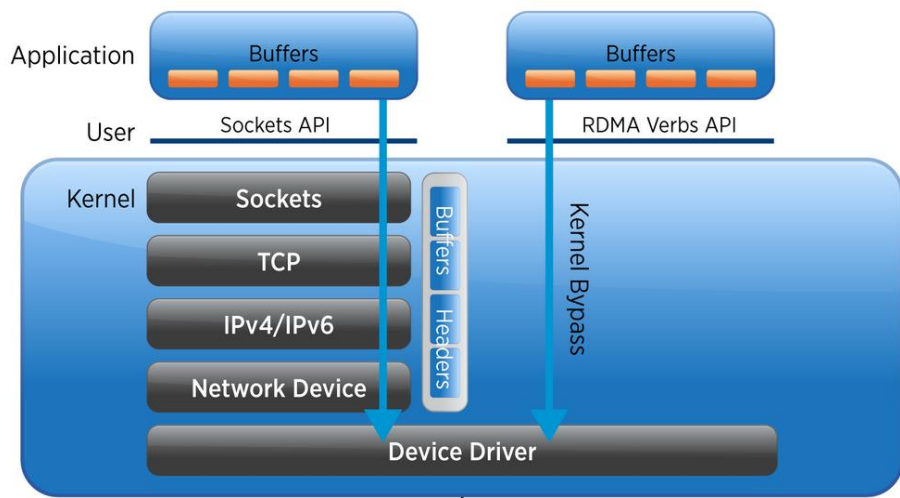 Application
Buffers
Buffers
User
Sockets API
RDMA Verbs API
Kernel
Sockets
TCP
IPv4/IPv6
Network Device
Buffers
Headers
Kernel Bypass
Device Driver